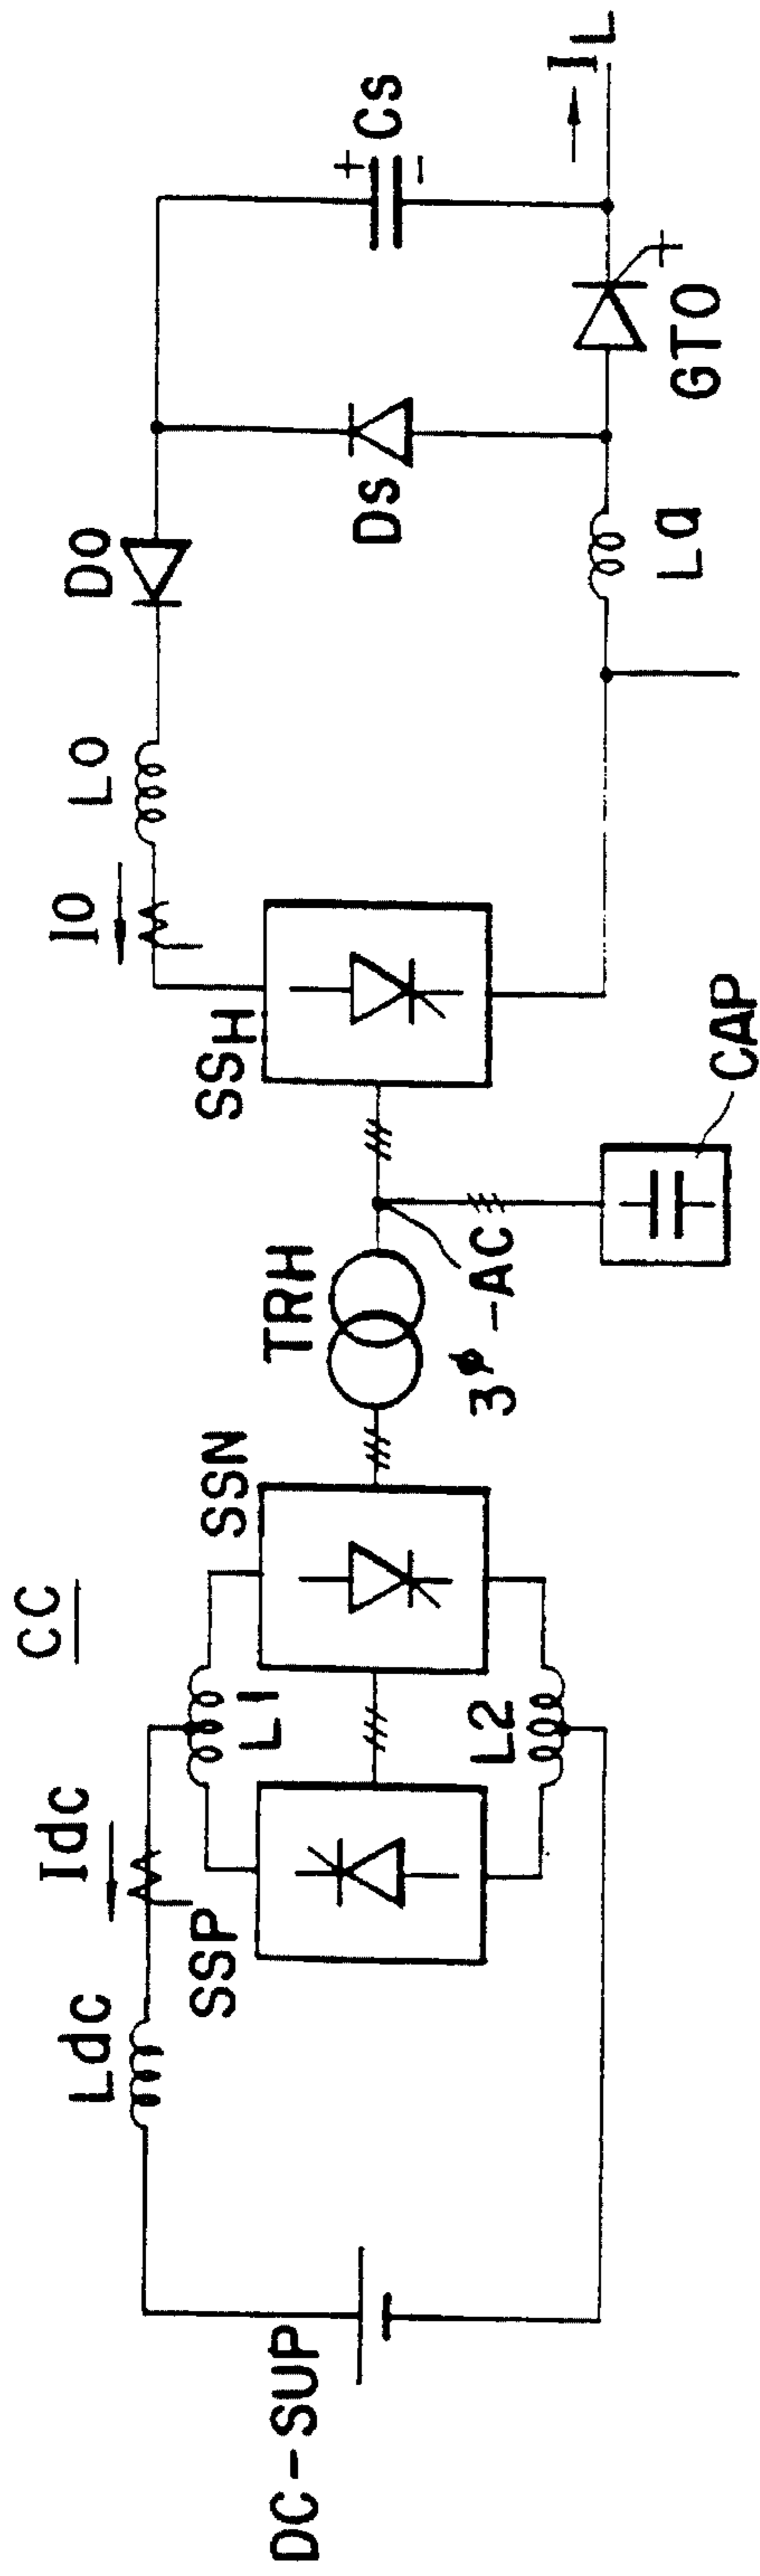 CC
Idc
Ldc
L1
SSP
SSN
L2
DC-SUP
TRH
3φ-AC
CAP
SSH
I0
L0
D0
Ds
Cs
La
GTO
IL
+
−